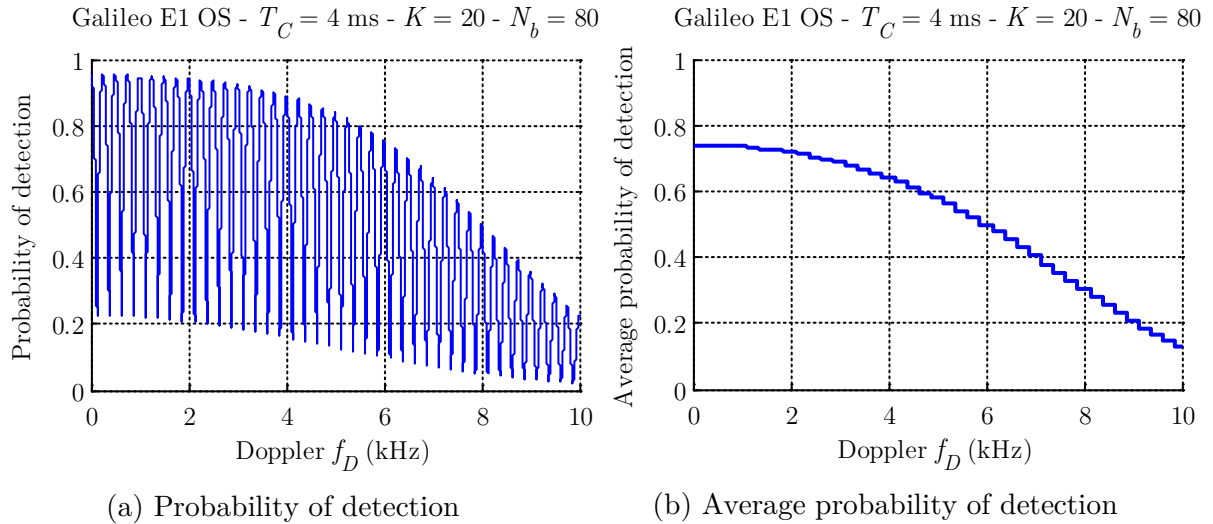 Galileo E1 OS - T_C = 4 ms - K = 20 - N_b = 80
Probability of detection
1
0.8
0.6
0.4
0.2
0
0 2 4 6 8 10
Doppler f_D (kHz)
(a) Probability of detection
Galileo E1 OS - T_C = 4 ms - K = 20 - N_b = 80
Average probability of detection
1
0.8
0.6
0.4
0.2
0
0 2 4 6 8 10
Doppler f_D (kHz)
(b) Average probability of detection